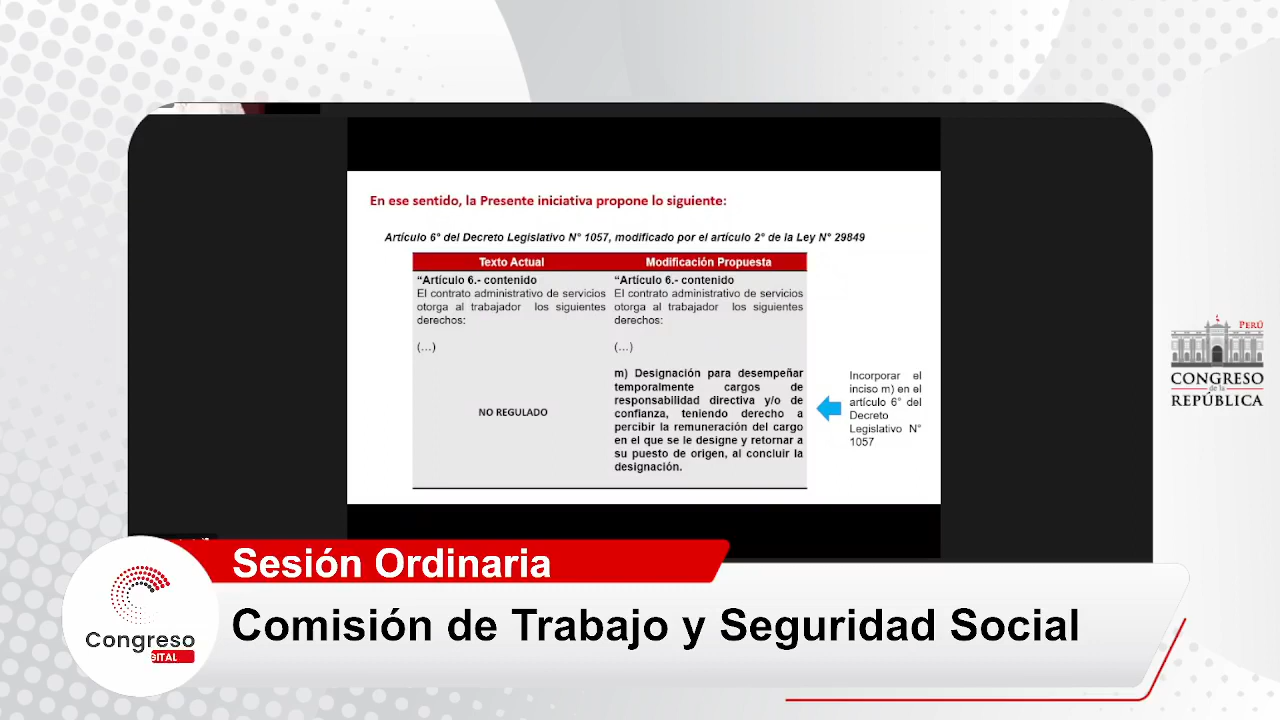 En ese sentido, la Presente iniciativa propone lo siguiente:
Artículo 6° del Decreto Legislativo N° 1057, modificado por el artículo 2° de la Ley N° 29849
Texto Actual
“Artículo 6.- contenido
El contrato administrativo de servicios
otorga al trabajador los siguientes
derechos:
(...)
NO REGULADO
Modificación Propuesta
“Artículo 6.- contenido
El contrato administrativo de servicios
otorga al trabajador los siguientes
derechos:
(...)
m) Designación para desempeñar
temporalmente cargos de
responsabilidad directiva y/o de
confianza, teniendo derecho a
percibir la remuneración del cargo
en el que se le designe y retornar a
su puesto de origen, al concluir la
designación.
Incorporar el
inciso m) en el
artículo 6° del
Decreto
Legislativo N°
1057
PERÚ
CONGRESO
de la
REPÚBLICA
Sesión Ordinaria
Comisión de Trabajo y Seguridad Social
Congreso